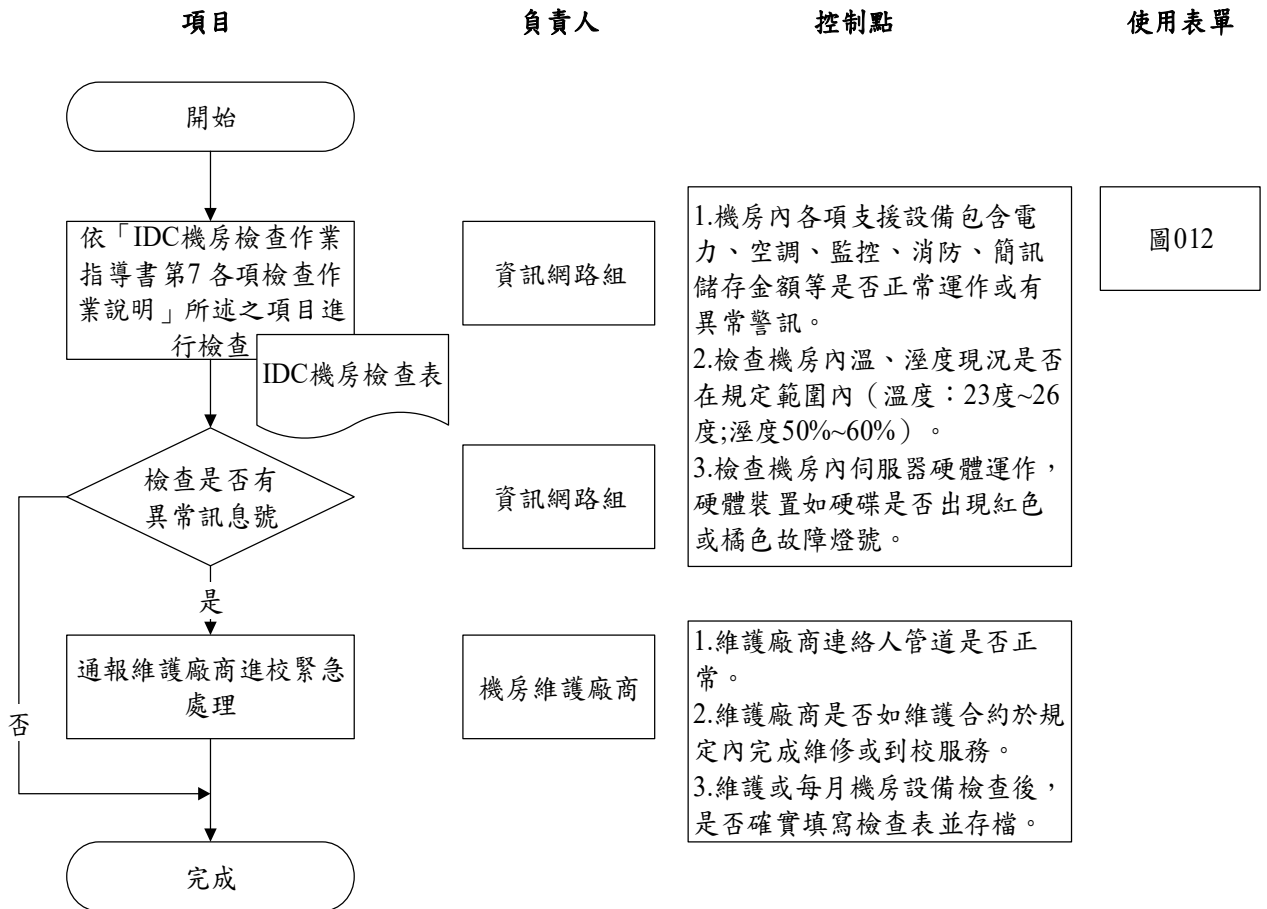 項目
負責人
控制點
使用表單
開始
依「IDC機房檢查作業
指導書第7 各項檢查作
業說明」所述之項目進
行檢查
IDC機房檢查表
資訊網路組
1.機房內各項支援設備包含電
力、空調、監控、消防、簡訊
儲存金額等是否正常運作或有
異常警訊。
2.檢查機房內溫、溼度現況是否
在規定範圍內（溫度：23度~26
度;溼度50%~60%）。
3.檢查機房內伺服器硬體運作，
硬體裝置如硬碟是否出現紅色
或橘色故障燈號。
圖012
檢查是否有
異常訊息號
資訊網路組
是
否
通報維護廠商進校緊急
處理
機房維護廠商
1.維護廠商連絡人管道是否正
常。
2.維護廠商是否如維護合約於規
定內完成維修或到校服務。
3.維護或每月機房設備檢查後，
是否確實填寫檢查表並存檔。
完成